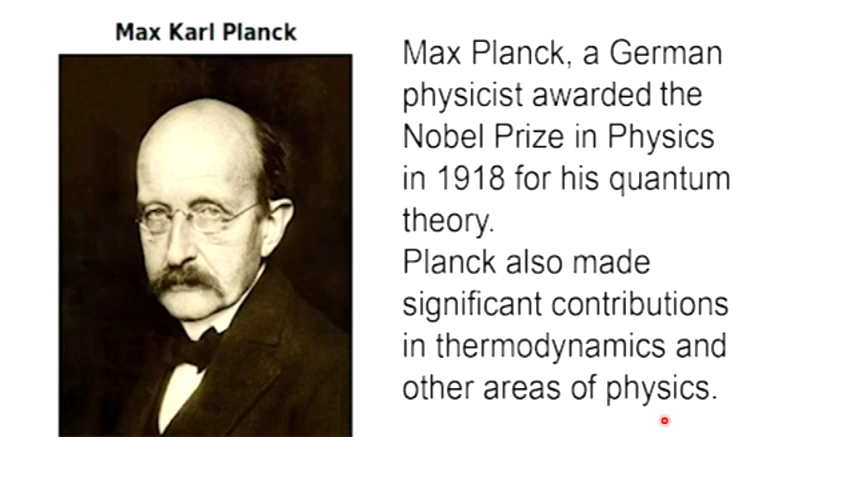 Max Karl Planck
Max Planck, a German
physicist awarded the
Nobel Prize in Physics
in 1918 for his quantum
theory.
Planck also made
significant contributions
in thermodynamics and
other areas of physics.